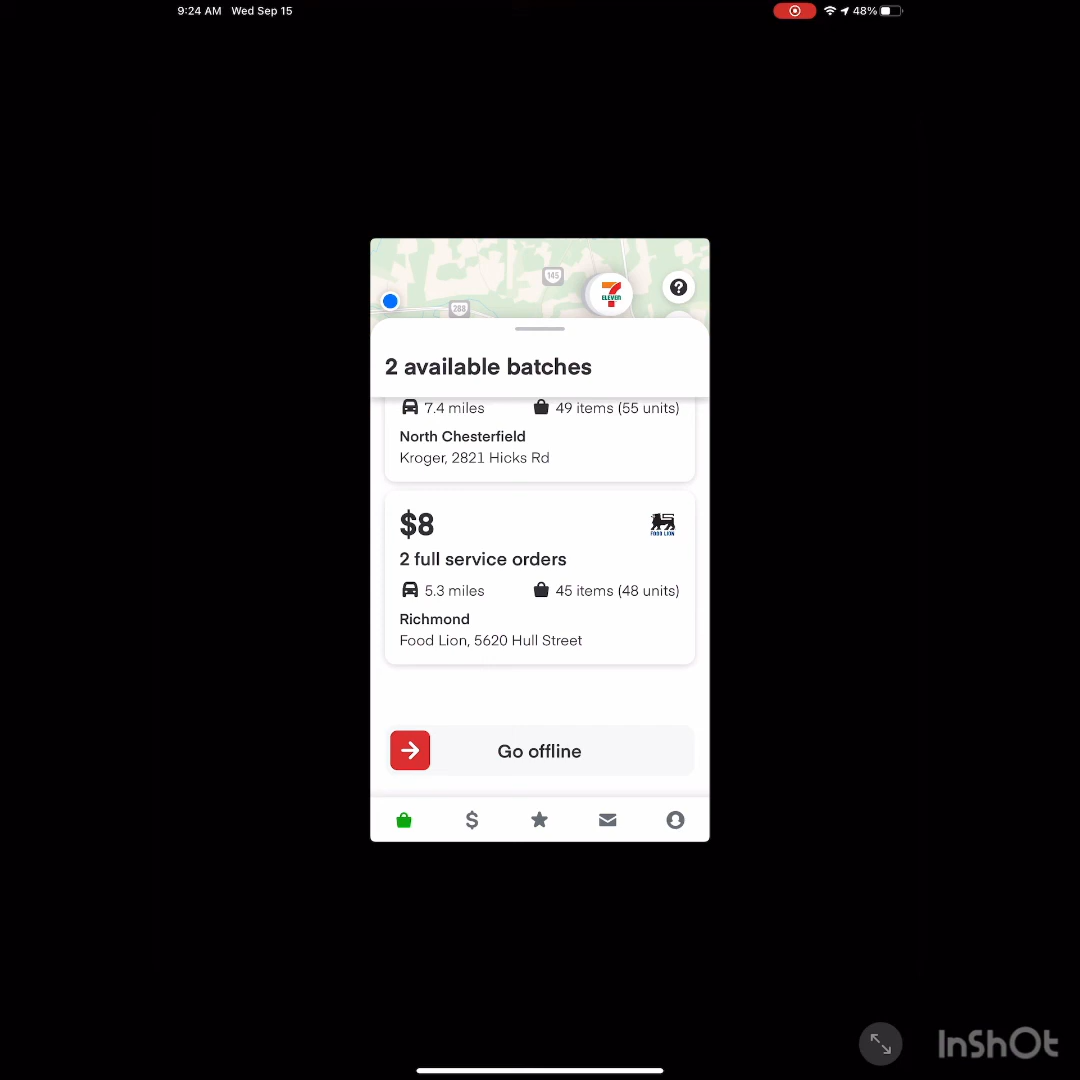 9:24 AM Wed Sep 15
48%
145
288
7
ELEVEN
2 available batches
7.4 miles
49 items (55 units)
North Chesterfield
Kroger, 2821 Hicks Rd
$8
FOOD LION
2 full service orders
5.3 miles
45 items (48 units)
Richmond
Food Lion, 5620 Hull Street
Go offline
InShOt